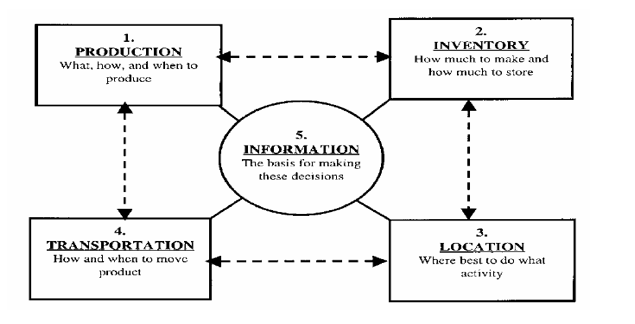 1.
PRODUCTION
What, how, and when to
produce
2.
INVENTORY
How much to make and
how much to store
5.
INFORMATION
The basis for making
these decisions
4.
TRANSPORTATION
How and when to move
product
3.
LOCATION
Where best to do what
activity